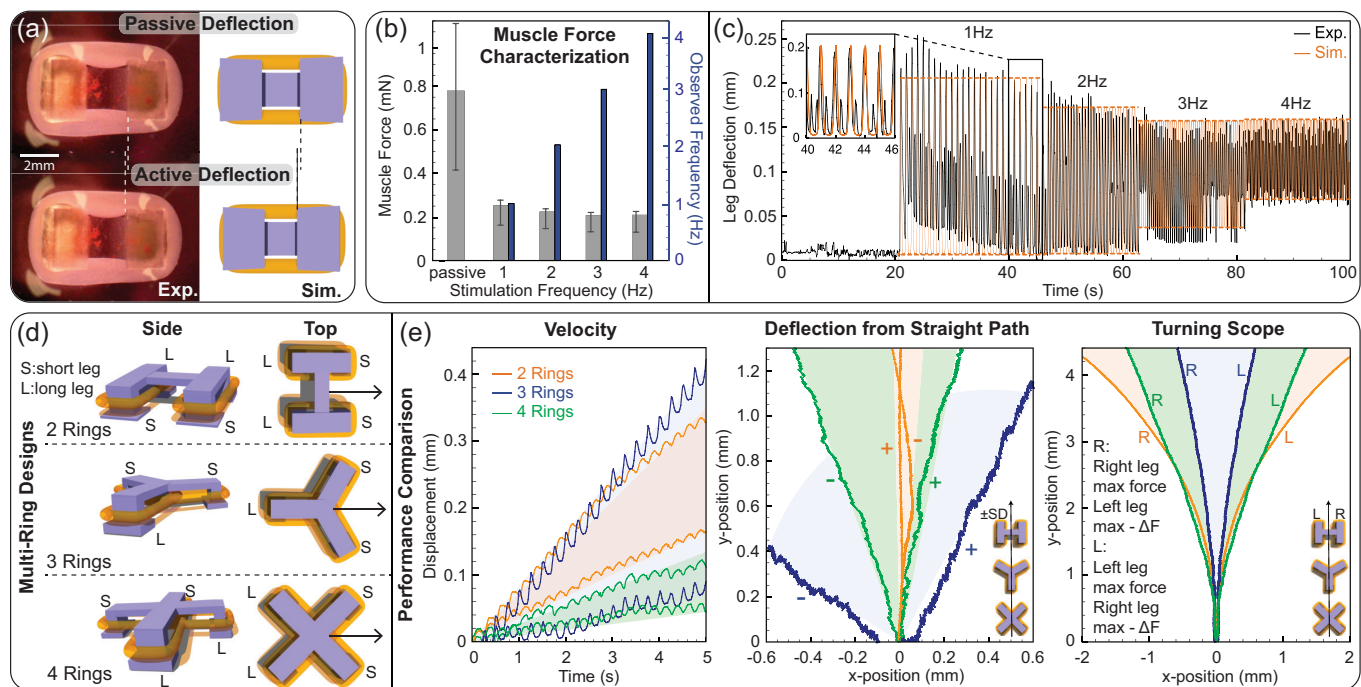 (a)
Passive Deflection
2mm
Active Deflection
Exp.
Sim.
(b)
Muscle Force
Characterization
Muscle Force (mN)
1
0.8
0.6
0.4
0.2
0
Observed Frequency (Hz)
4
3
2
1
0
passive 1 2 3 4
Stimulation Frequency (Hz)
(c)
Leg Deflection (mm)
0.25
0.20
0.15
0.10
0.05
0
0.2
0.1
0
40 42 44 46
1Hz
2Hz
3Hz
4Hz
Exp.
Sim.
0 20 40 60 80 100
Time (s)
(d)
Multi-Ring Designs
Side
Top
S:short leg
L:long leg
L
L
S
S
2 Rings
L
S
L
S
S
S
L
3 Rings
S
L
S
S
S
L
L
4 Rings
L
S
L
S
(e)
Performance Comparison
Velocity
Displacement (mm)
0.4
0.3
0.2
0.1
0
2 Rings
3 Rings
4 Rings
0 1 2 3 4 5
Time (s)
Deflection from Straight Path
y-position (mm)
1.2
1.0
0.8
0.6
0.4
0.2
0
+
-
-
+
-
+
±SD
-0.6 -0.4 -0.2 0 0.2 0.4 0.6
x-position (mm)
Turning Scope
y-position (mm)
4
3
2
1
0
R L
R L
R L
R:
Right leg
max force
Left leg
max - ΔF
L:
Left leg
max force
Right leg
max - ΔF
L R
-2 -1 0 1 2
x-position (mm)